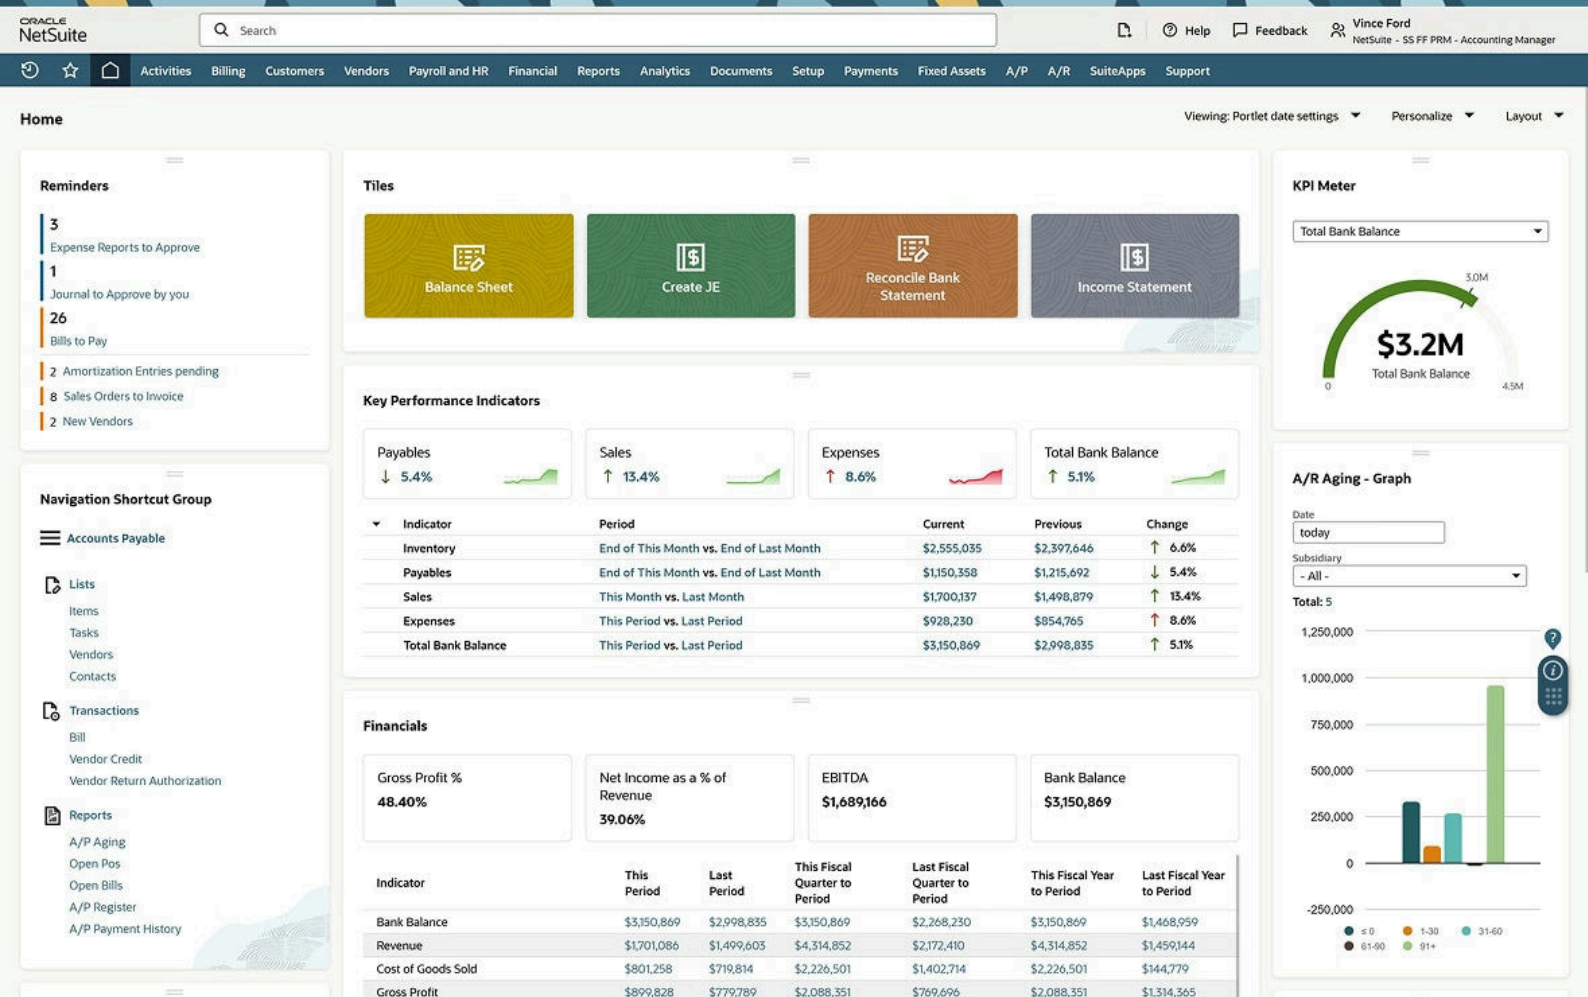 ORACLE
NetSuite
Search
Help
Feedback
Vince Ford
NetSuite - SS FF PRM - Accounting Manager
Activities Billing Customers Vendors Payroll and HR Financial Reports Analytics Documents Setup Payments Fixed Assets A/P A/R SuiteApps Support
Home
Viewing: Portlet date settings
Personalize
Layout
Reminders
3
Expense Reports to Approve
1
Journal to Approve by you
26
Bills to Pay
2 Amortization Entries pending
8 Sales Orders to Invoice
2 New Vendors
Navigation Shortcut Group
Accounts Payable
Lists
Items
Tasks
Vendors
Contacts
Transactions
Bill
Vendor Credit
Vendor Return Authorization
Reports
A/P Aging
Open Pos
Open Bills
A/P Register
A/P Payment History
Tiles
Balance Sheet
Create JE
Reconcile Bank
Statement
Income Statement
Key Performance Indicators
Payables
↓ 5.4%
Sales
↑ 13.4%
Expenses
↑ 8.6%
Total Bank Balance
↑ 5.1%
Indicator Period Current Previous Change
Inventory End of This Month vs. End of Last Month $2,555,035 $2,397,646 ↑ 6.6%
Payables End of This Month vs. End of Last Month $1,150,358 $1,215,692 ↓ 5.4%
Sales This Month vs. Last Month $1,700,137 $1,498,879 ↑ 13.4%
Expenses This Period vs. Last Period $928,230 $854,765 ↑ 8.6%
Total Bank Balance This Period vs. Last Period $3,150,869 $2,998,835 ↑ 5.1%
Financials
Gross Profit %
48.40%
Net Income as a % of
Revenue
39.06%
EBITDA
$1,689,166
Bank Balance
$3,150,869
Indicator
This
Period
Last
Period
This Fiscal
Quarter to
Period
Last Fiscal
Quarter to
Period
This Fiscal Year
to Period
Last Fiscal Year
to Period
Bank Balance $3,150,869 $2,998,835 $3,150,869 $2,268,230 $3,150,869 $1,468,959
Revenue $1,701,086 $1,499,603 $4,314,852 $2,172,410 $4,314,852 $1,459,144
Cost of Goods Sold $801,258 $719,814 $2,226,501 $1,402,714 $2,226,501 $144,779
Gross Profit $899,828 $779,789 $2,088,351 $769,696 $2,088,351 $1,314,365
KPI Meter
Total Bank Balance
3.0M
$3.2M
Total Bank Balance
0
4.5M
A/R Aging - Graph
Date
today
Subsidiary
- All -
Total: 5
1,250,000
1,000,000
750,000
500,000
250,000
0
-250,000
≤ 0 1-30 31-60
61-90 91+